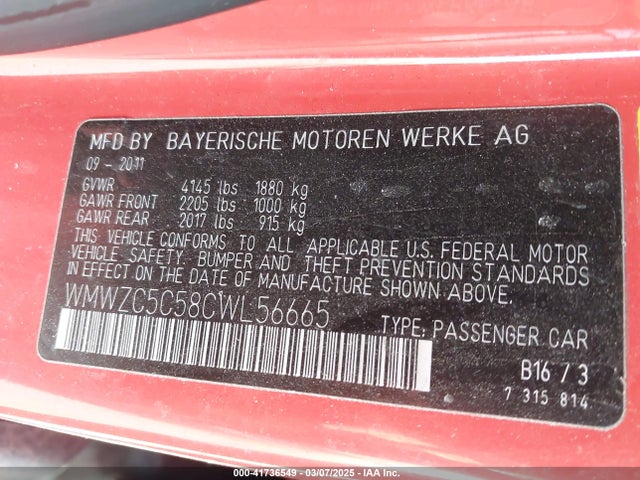 MFD BY BAYERISCHE MOTOREN WERKE AG
09 - 2011
GVWR 4145 lbs 1880 kg
GAWR FRONT 2205 lbs 1000 kg
GAWR REAR 2017 lbs 915 kg
THIS VEHICLE CONFORMS TO ALL APPLICABLE U.S. FEDERAL MOTOR
VEHICLE SAFETY, BUMPER AND THEFT PREVENTION STANDARDS
IN EFFECT ON THE DATE OF MANUFACTURE SHOWN ABOVE.
WMWZC5C58CWL56665
TYPE: PASSENGER CAR
B16 / 3
7 315 814
000-41736549 - 03/07/2025 - IAA Inc.